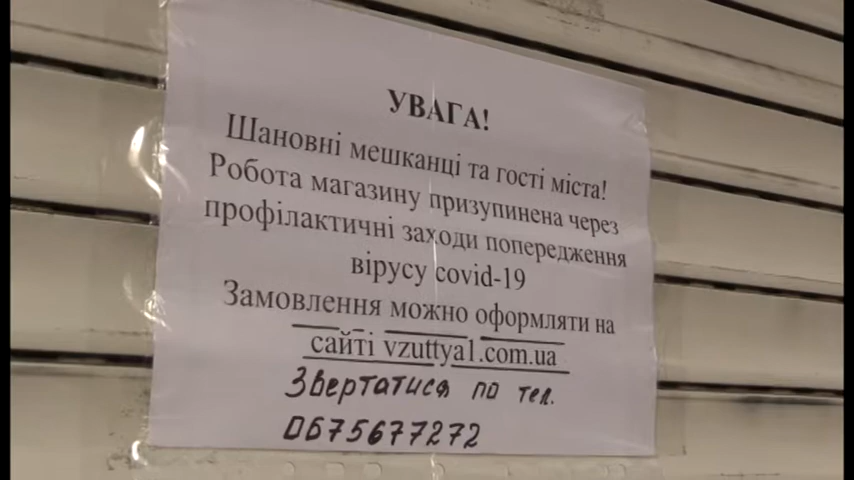 УВАГА!
Шановні мешканці та гості міста!
Робота магазину призупинена через
профілактичні заходи попередження
вірусу covid-19
Замовлення можно оформляти на
сайті vzuttya1.com.ua
Звертатися по тел.
0675677272